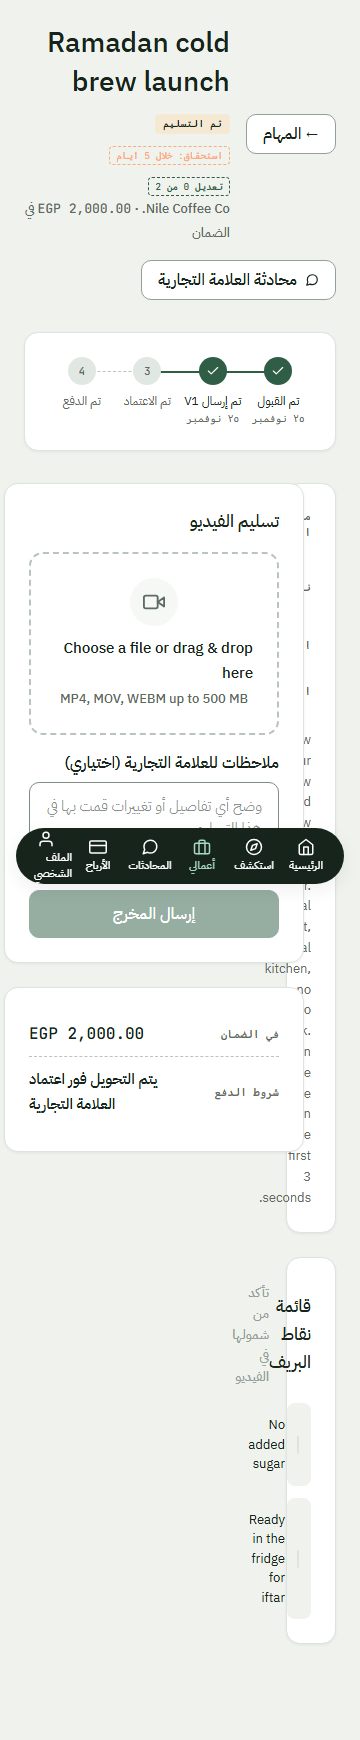 Ramadan cold
brew launch
← المهام
تم التسليم
استحقاق: خلال 5 أيام
تعديل 0 من 2
Nile Coffee Co. · EGP 2,000.00 في
الضمان
محادثة العلامة التجارية
4
3
تم القبول
تم إرسال V1
تم الاعتماد
تم الدفع
٢٥ نوفمبر
٢٥ نوفمبر
تسليم الفيديو
Choose a file or drag & drop
here
MP4, MOV, WEBM up to 500 MB
ملاحظات للعلامة التجارية (اختياري)
وضح أي تفاصيل أو تغييرات قمت بها في
الرئيسية
استكشف
أعمالي
المحادثات
الأرباح
الملف
الشخصي
إرسال المخرج
kitchen,
no
في الضمان
EGP 2,000.00
شروط الدفع
يتم التحويل فور اعتماد
العلامة التجارية
first
3
seconds.
قائمة
نقاط
البريف
تأكد
من
شمولها
في
الفيديو
No
added
sugar
Ready
in the
fridge
for
iftar